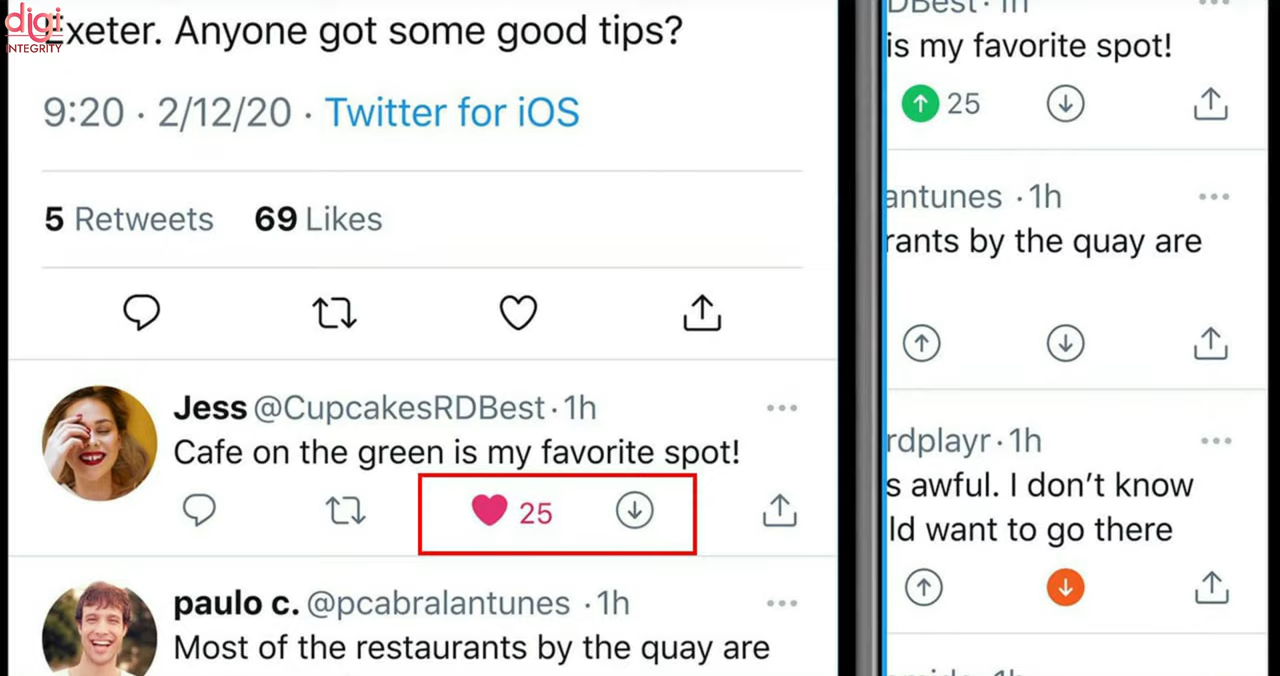 digi
INTEGRITY
Exeter. Anyone got some good tips?
9:20 · 2/12/20 · Twitter for iOS
5 Retweets 69 Likes
Jess @CupcakesRDBest · 1h
Cafe on the green is my favorite spot!
25
paulo c. @pcabralantunes · 1h
Most of the restaurants by the quay are
DBest · 1h
is my favorite spot!
25
antunes · 1h
rants by the quay are
rdplayr · 1h
s awful. I don’t know
ld want to go there